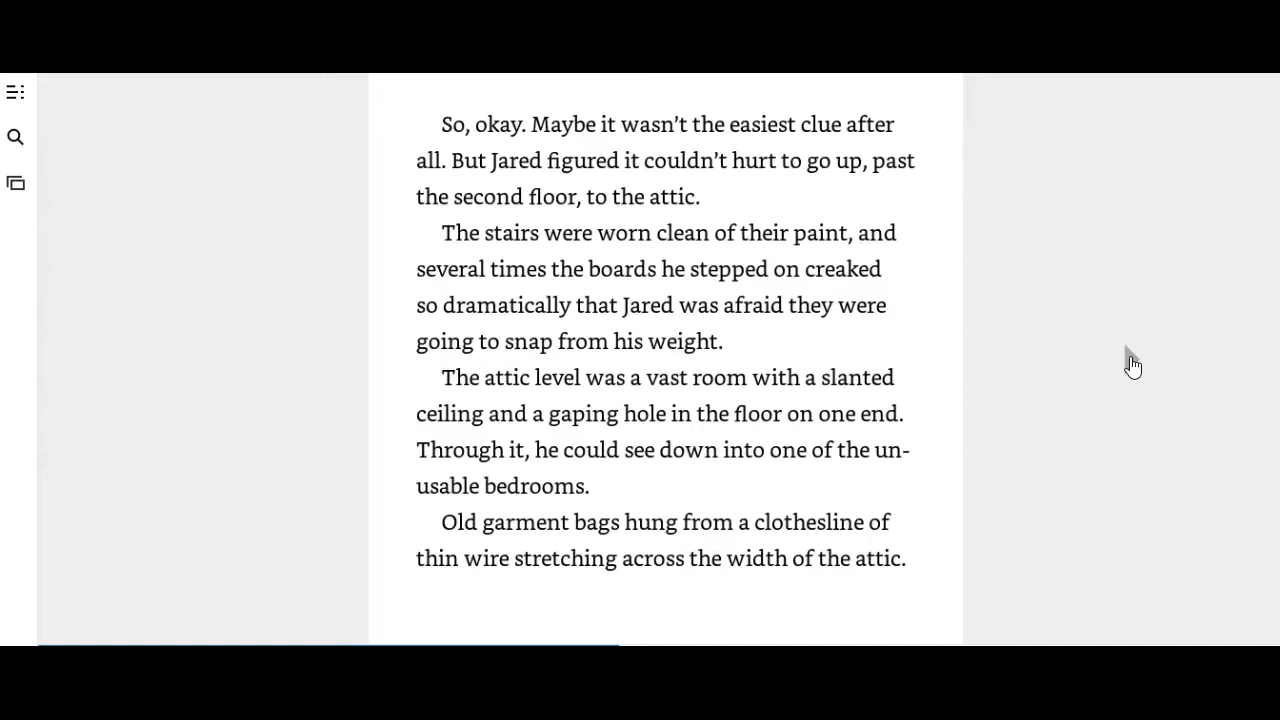 So, okay. Maybe it wasn’t the easiest clue after
all. But Jared figured it couldn’t hurt to go up, past
the second floor, to the attic.
The stairs were worn clean of their paint, and
several times the boards he stepped on creaked
so dramatically that Jared was afraid they were
going to snap from his weight.
The attic level was a vast room with a slanted
ceiling and a gaping hole in the floor on one end.
Through it, he could see down into one of the un-
usable bedrooms.
Old garment bags hung from a clothesline of
thin wire stretching across the width of the attic.